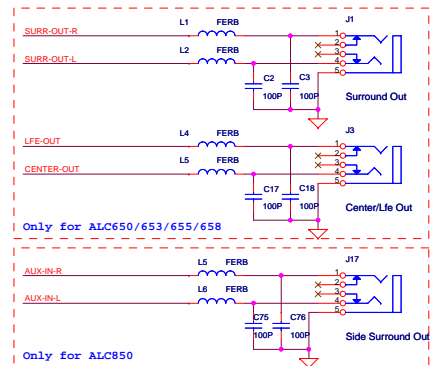 L1 FERB J1
SURR-OUT-R 1
2
3
SURR-OUT-L L2 FERB 4
5
C2 C3
100P 100P Surround Out
L4 FERB J3
LFE-OUT 1
2
3
CENTER-OUT L5 FERB 4
5
C17 C18
100P 100P Center/Lfe Out
Only for ALC650/653/655/658
L5 FERB J17
AUX-IN-R 1
2
3
AUX-IN-L L6 FERB 4
5
C75 C76
100P 100P Side Surround Out
Only for ALC850